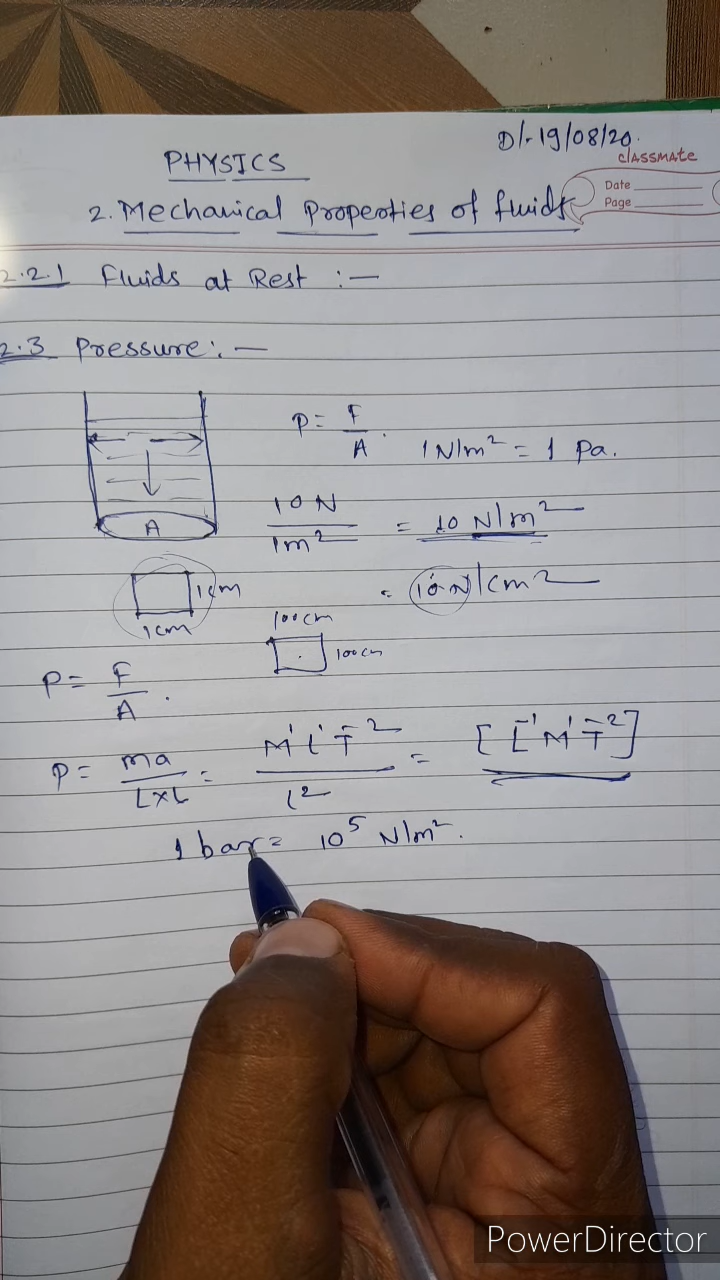 D/-19/08/20.
PHYSICS
classmate
Date
Page
2. Mechanical Properties of fluids
2.2.1 Fluids at Rest :-
2.3 Pressure:-
P = F/A. 1 N/m² = 1 Pa.
A
10 N / 1m² = 10 N/m²
1cm
1cm
= 10 N/cm²
100cm
100cm
P = F/A.
P = ma / L×L = M¹L¹T⁻² / L² = [L⁻¹M¹T⁻²]
1 bar = 10⁵ N/m².
PowerDirector